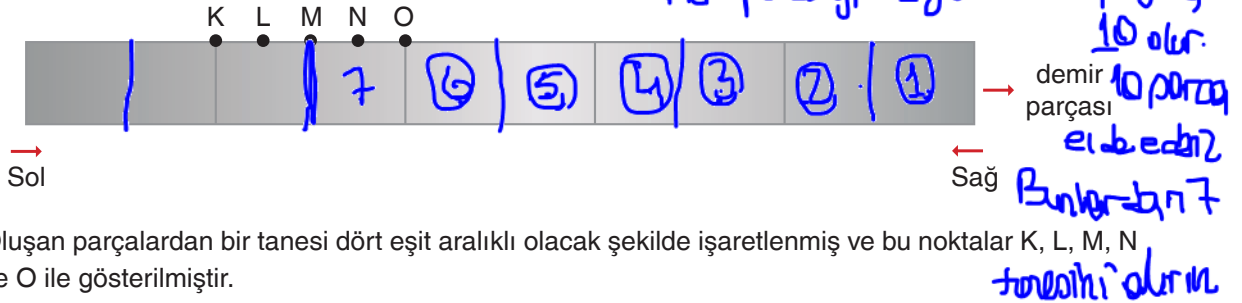 K L M N O
10 olur.
7 6 5 4 3 2 1
demir
parçası
10 parça
elde ederiz
Sol
Sağ
Bunlardan 7
oluşan parçalardan bir tanesi dört eşit aralıklı olacak şekilde işaretlenmiş ve bu noktalar K, L, M, N
e O ile gösterilmiştir.
tanesini alırım